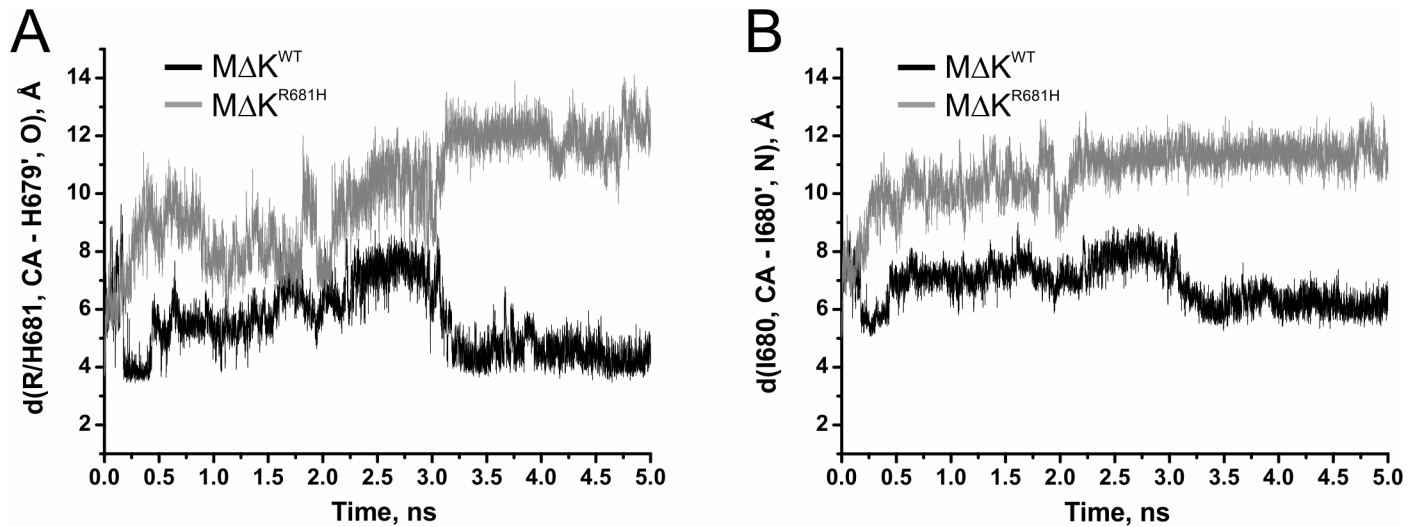 A
MΔK^WT
MΔK^R681H
d(R/H681, CA - H679', O), Å
14
12
10
8
6
4
2
0.0 0.5 1.0 1.5 2.0 2.5 3.0 3.5 4.0 4.5 5.0
Time, ns
B
MΔK^WT
MΔK^R681H
d(I680, CA - I680', N), Å
14
12
10
8
6
4
2
0.0 0.5 1.0 1.5 2.0 2.5 3.0 3.5 4.0 4.5 5.0
Time, ns